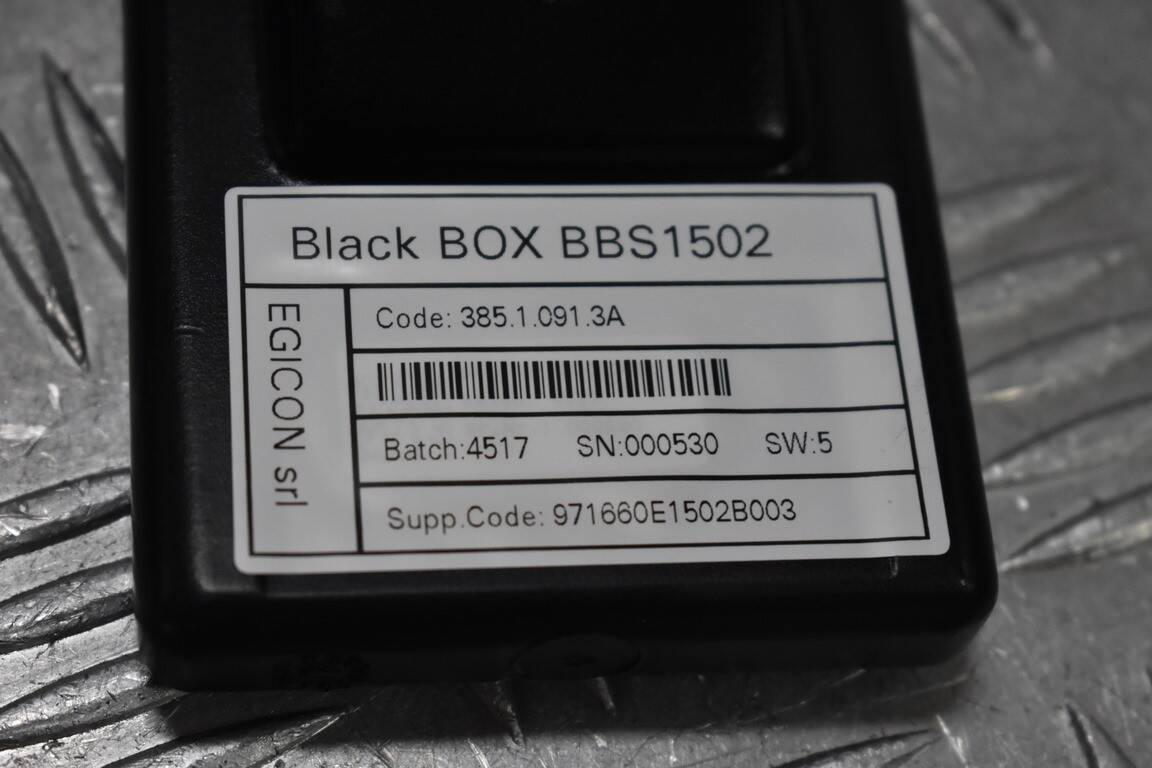 Black BOX BBS1502
EGICON srl
Code: 385.1.091.3A
Batch:4517 SN:000530 SW:5
Supp.Code: 971660E1502B003